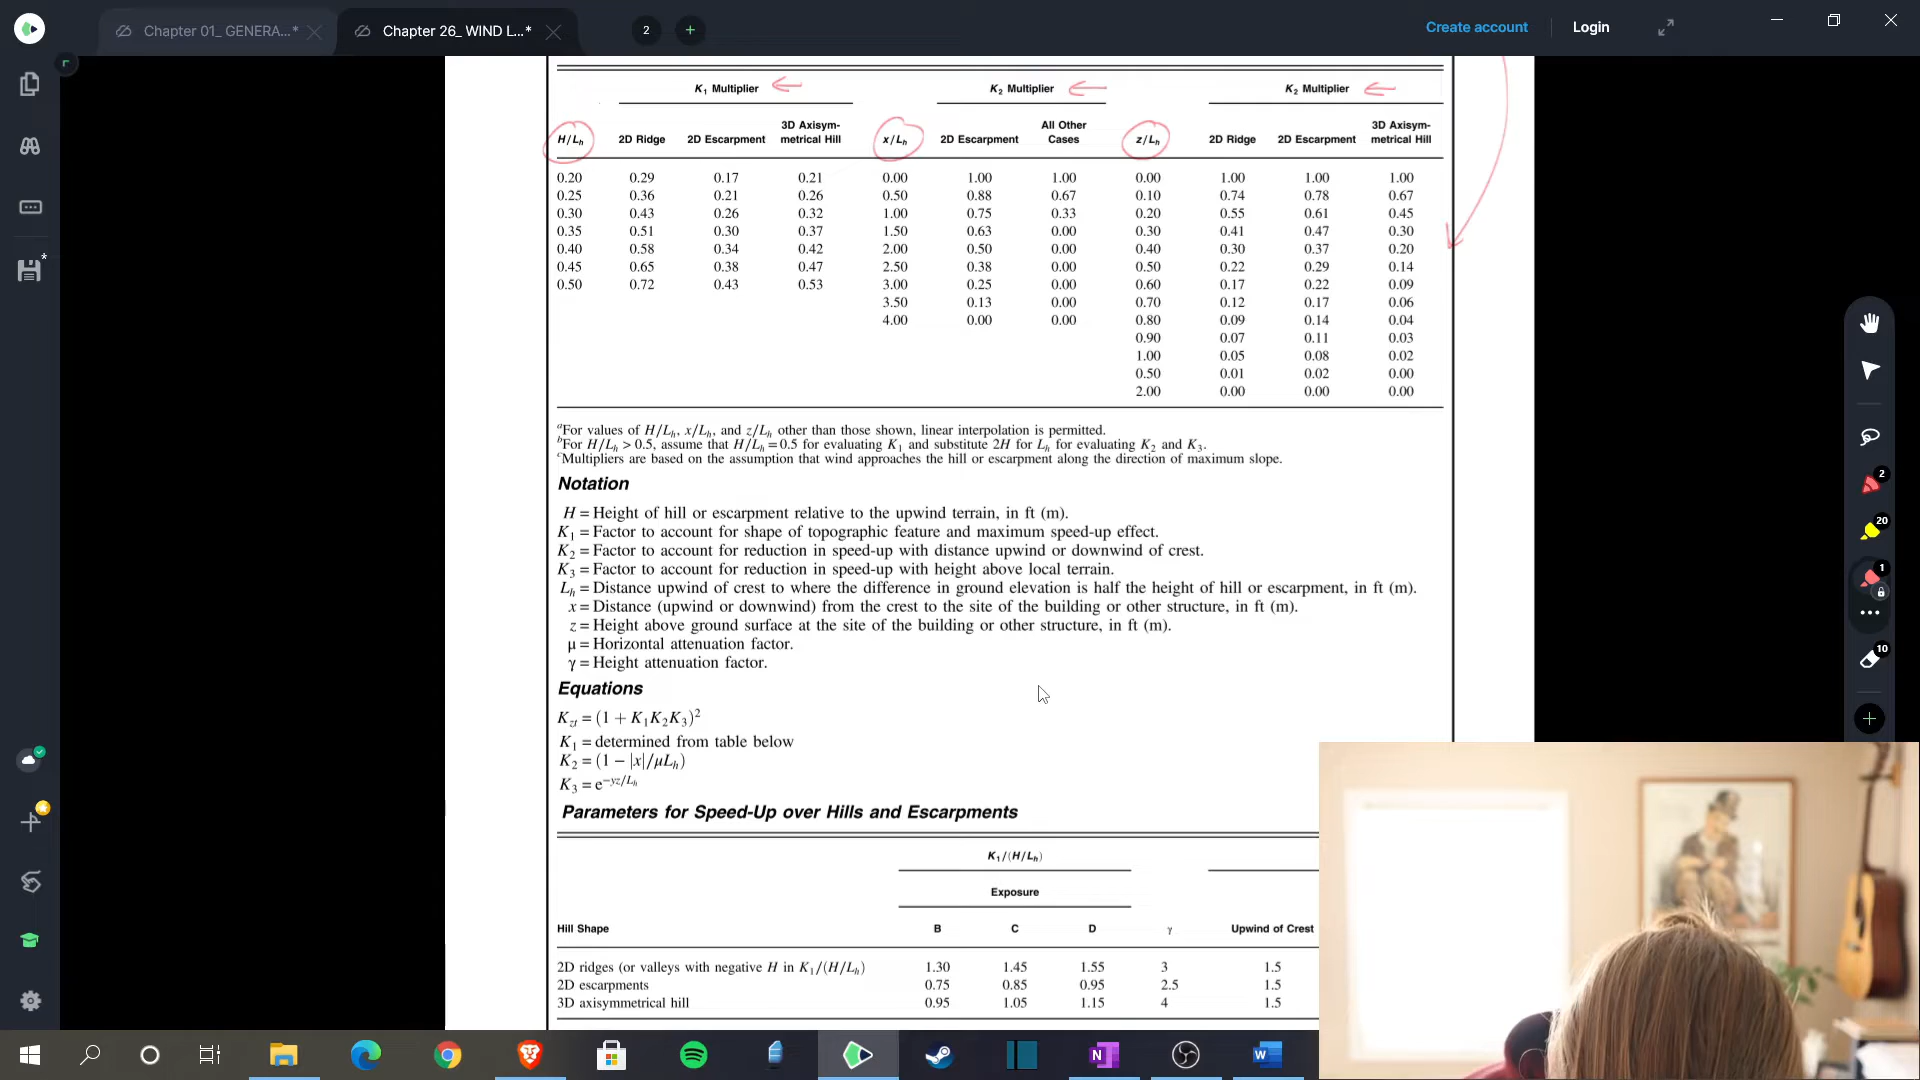 Chapter 01_ GENERA...*
Chapter 26_ WIND L...*
2
Create account
Login
K1 Multiplier
K2 Multiplier
K2 Multiplier
H/Lh 2D Ridge 2D Escarpment 3D Axisym-metrical Hill x/Lh 2D Escarpment All Other Cases z/Lh 2D Ridge 2D Escarpment 3D Axisym-metrical Hill
0.20 0.29 0.17 0.21 0.00 1.00 1.00 0.00 1.00 1.00 1.00
0.25 0.36 0.21 0.26 0.50 0.88 0.67 0.10 0.74 0.78 0.67
0.30 0.43 0.26 0.32 1.00 0.75 0.33 0.20 0.55 0.61 0.45
0.35 0.51 0.30 0.37 1.50 0.63 0.00 0.30 0.41 0.47 0.30
0.40 0.58 0.34 0.42 2.00 0.50 0.00 0.40 0.30 0.37 0.20
0.45 0.65 0.38 0.47 2.50 0.38 0.00 0.50 0.22 0.29 0.14
0.50 0.72 0.43 0.53 3.00 0.25 0.00 0.60 0.17 0.22 0.09
3.50 0.13 0.00 0.70 0.12 0.17 0.06
4.00 0.00 0.00 0.80 0.09 0.14 0.04
0.90 0.07 0.11 0.03
1.00 0.05 0.08 0.02
0.50 0.01 0.02 0.00
2.00 0.00 0.00 0.00
aFor values of H/Lh, x/Lh, and z/Lh other than those shown, linear interpolation is permitted.
bFor H/Lh > 0.5, assume that H/Lh = 0.5 for evaluating K1 and substitute 2H for Lh for evaluating K2 and K3.
cMultipliers are based on the assumption that wind approaches the hill or escarpment along the direction of maximum slope.
Notation
H = Height of hill or escarpment relative to the upwind terrain, in ft (m).
K1 = Factor to account for shape of topographic feature and maximum speed-up effect.
K2 = Factor to account for reduction in speed-up with distance upwind or downwind of crest.
K3 = Factor to account for reduction in speed-up with height above local terrain.
Lh = Distance upwind of crest to where the difference in ground elevation is half the height of hill or escarpment, in ft (m).
x = Distance (upwind or downwind) from the crest to the site of the building or other structure, in ft (m).
z = Height above ground surface at the site of the building or other structure, in ft (m).
μ = Horizontal attenuation factor.
γ = Height attenuation factor.
Equations
Kzt = (1 + K1K2K3)²
K1 = determined from table below
K2 = (1 − |x|/μLh)
K3 = e^−γz/Lh
Parameters for Speed-Up over Hills and Escarpments
K1/(H/Lh)
Exposure
Hill Shape B C D γ Upwind of Crest
2D ridges (or valleys with negative H in K1/(H/Lh) 1.30 1.45 1.55 3 1.5
2D escarpments 0.75 0.85 0.95 2.5 1.5
3D axisymmetrical hill 0.95 1.05 1.15 4 1.5
2
20
1
10